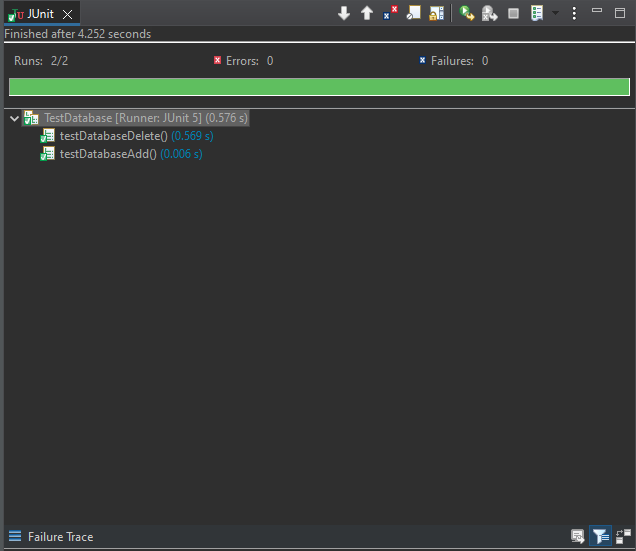 JUnit
Finished after 4.252 seconds
Runs: 2/2 Errors: 0 Failures: 0
TestDatabase [Runner: JUnit 5] (0.576 s)
testDatabaseDelete() (0.569 s)
testDatabaseAdd() (0.006 s)
Failure Trace